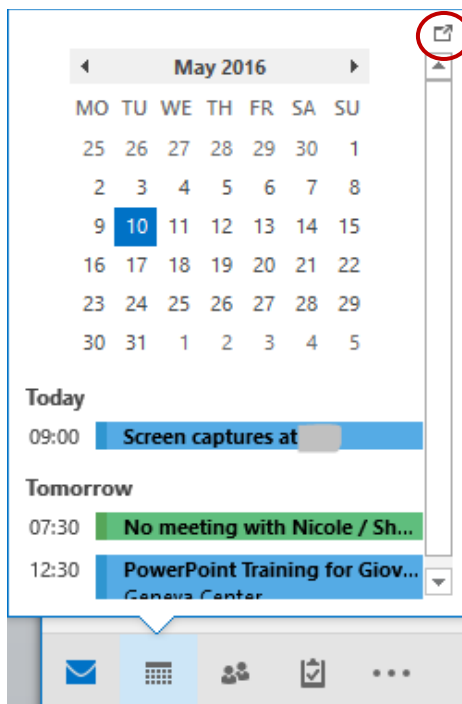 May 2016
MO TU WE TH FR SA SU
25 26 27 28 29 30 1
2 3 4 5 6 7 8
9 10 11 12 13 14 15
16 17 18 19 20 21 22
23 24 25 26 27 28 29
30 31 1 2 3 4 5
Today
09:00 Screen captures at
Tomorrow
07:30 No meeting with Nicole / Sh...
12:30 PowerPoint Training for Giov...
Geneva Center